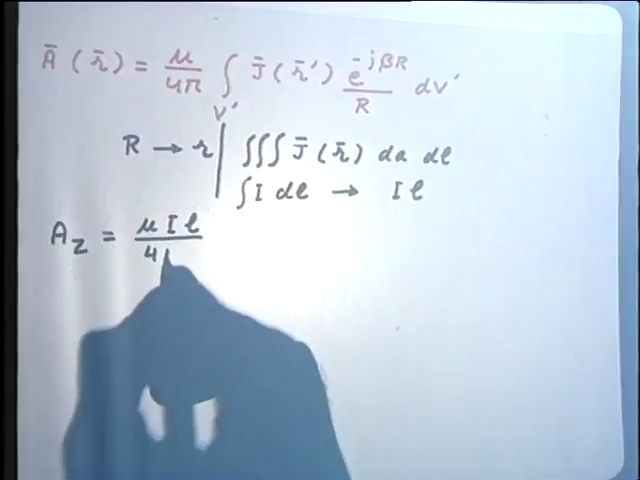 Ā (r̄) = μ/4π ∫V' J̄(r̄') e^-jβR/R dv'
R → r | ∫∫∫ J̄(r̄) da dl
∫I dl → I l
A_z = μ I l/4